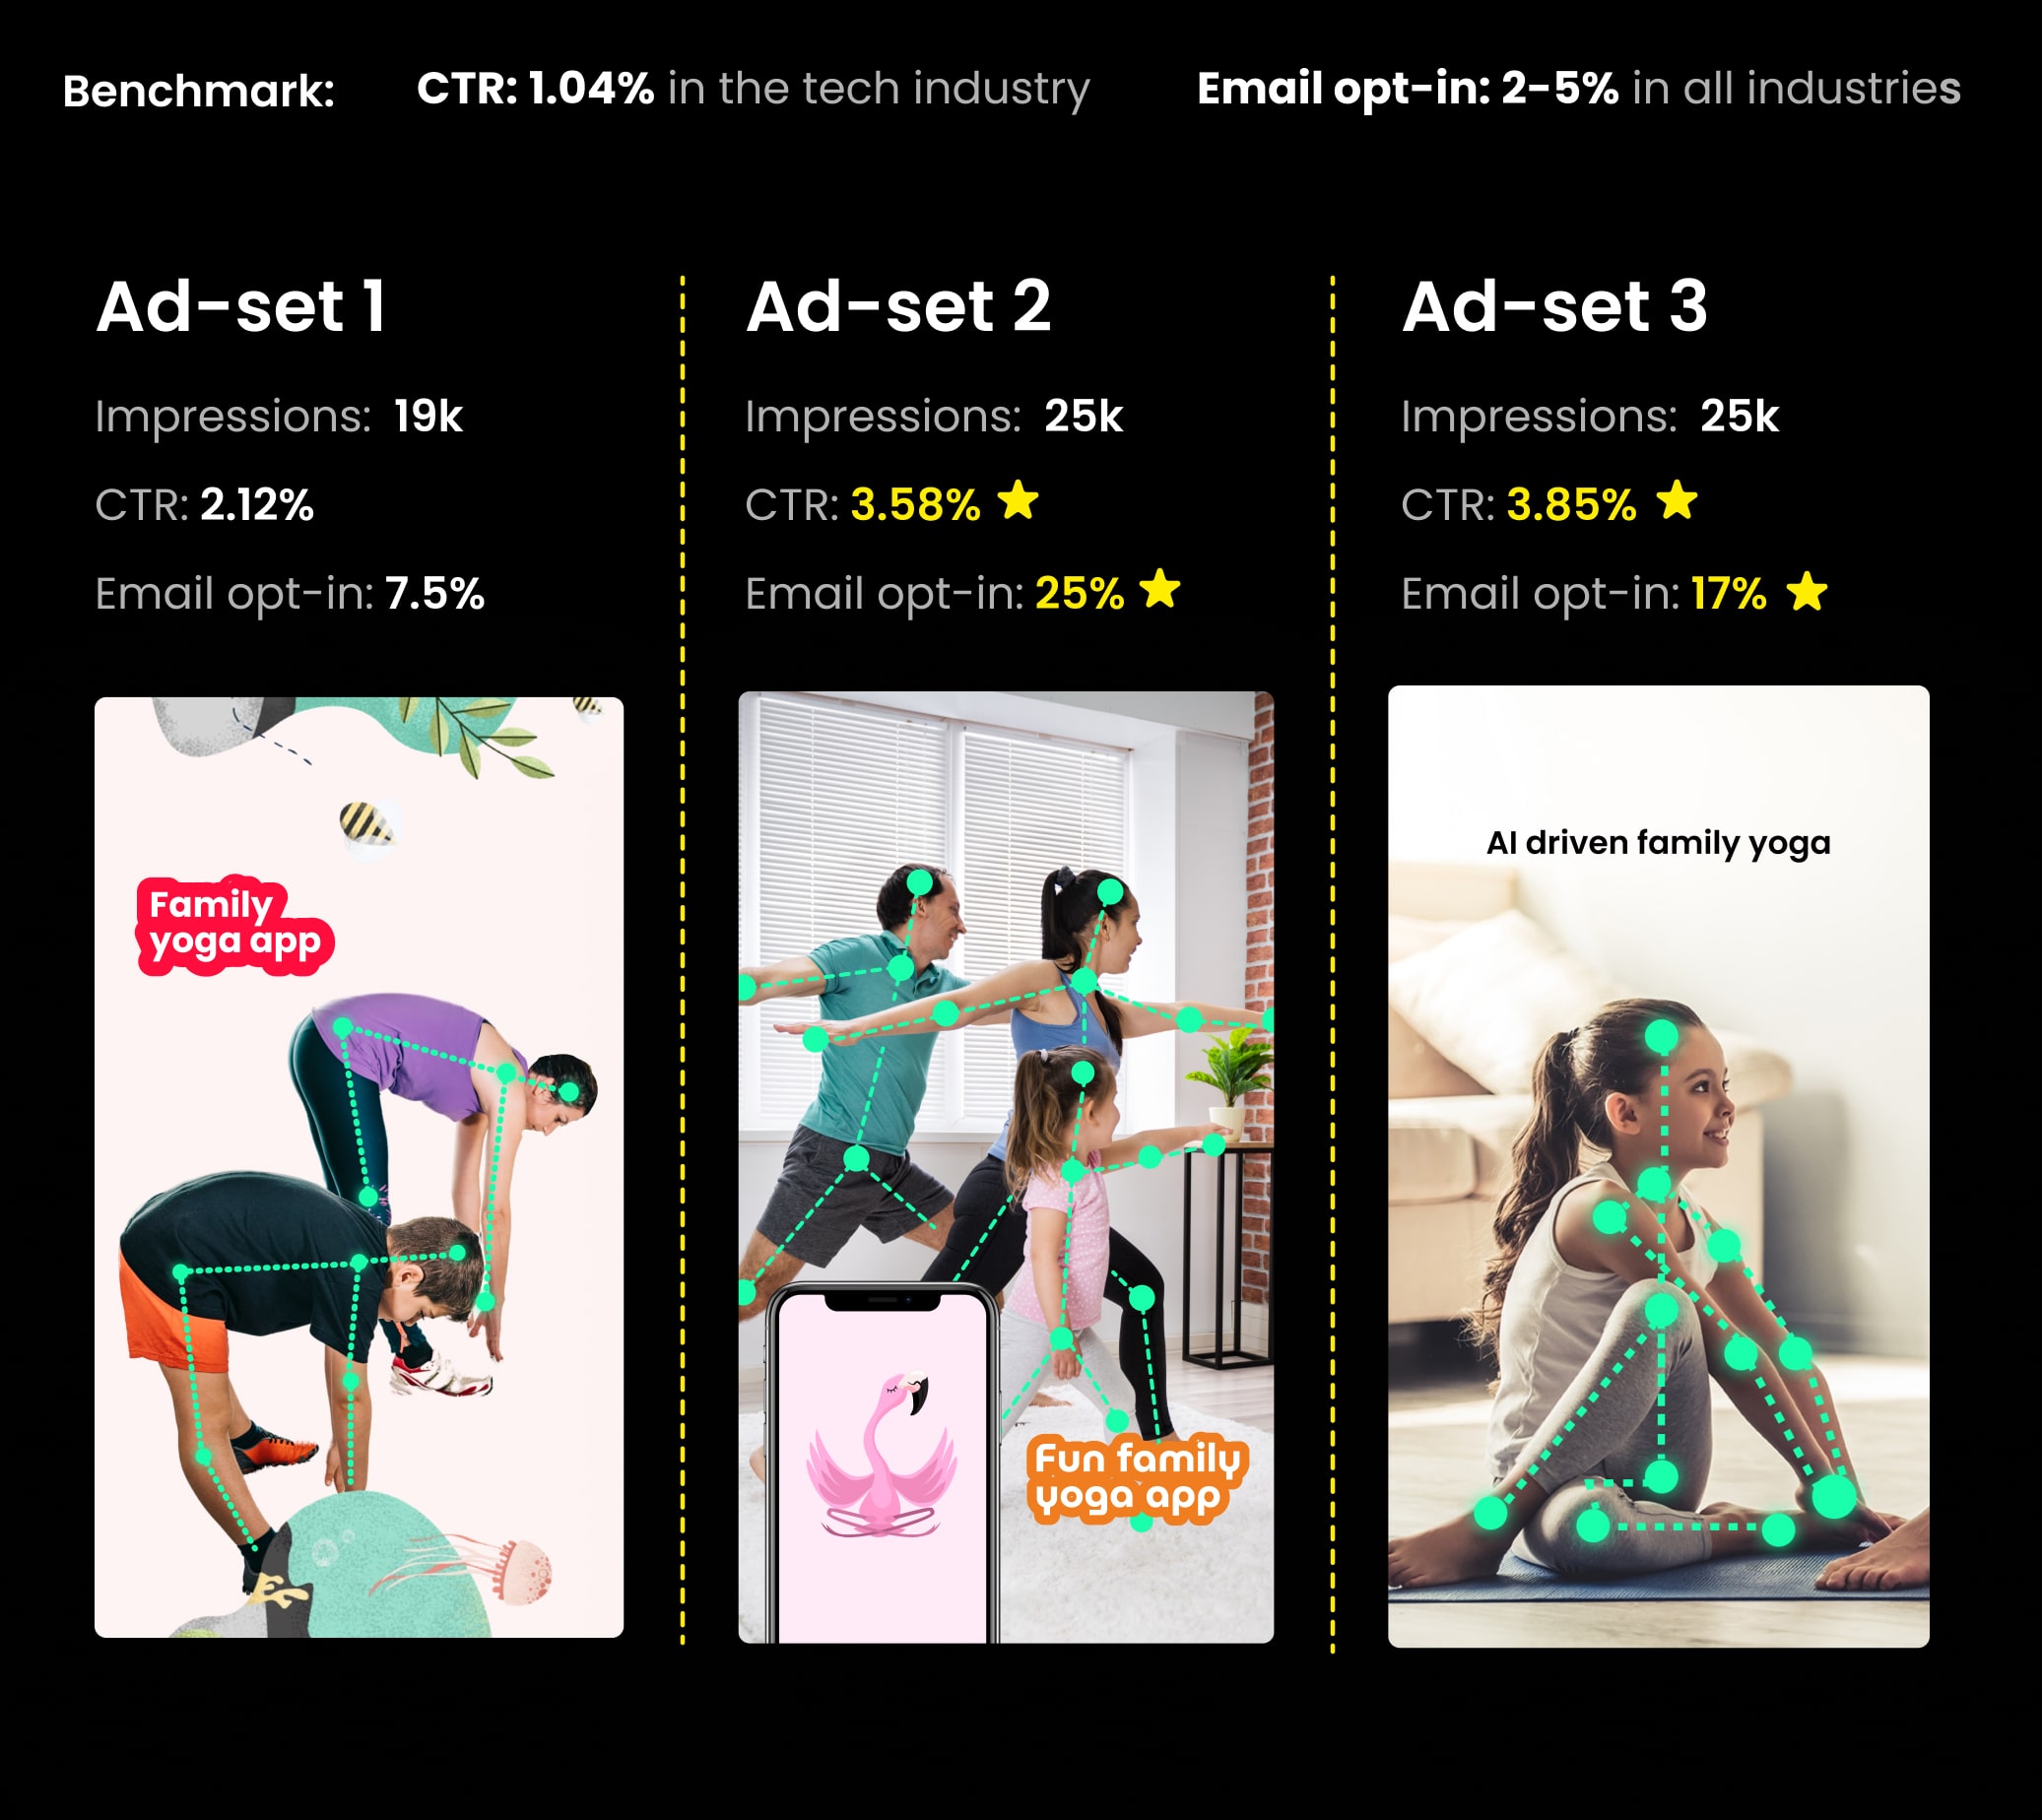 Benchmark: CTR: 1.04% in the tech industry Email opt-in: 2-5% in all industries
Ad-set 1
Impressions: 19k
CTR: 2.12%
Email opt-in: 7.5%
Family
yoga app
Ad-set 2
Impressions: 25k
CTR: 3.58%
Email opt-in: 25%
Fun family
yoga app
Ad-set 3
Impressions: 25k
CTR: 3.85%
Email opt-in: 17%
AI driven family yoga